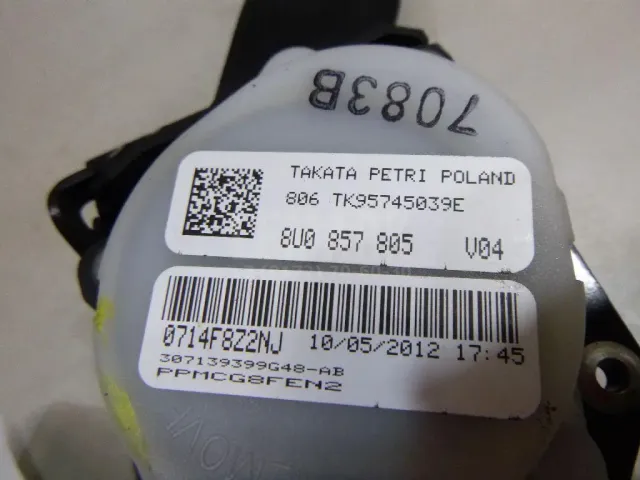 7083B
TAKATA PETRI POLAND
806 TK95745039E
8U0 857 805 V04
0714F8Z2NJ 10/05/2012 17:45
307139399G48-AB
PPMCG8FEN2